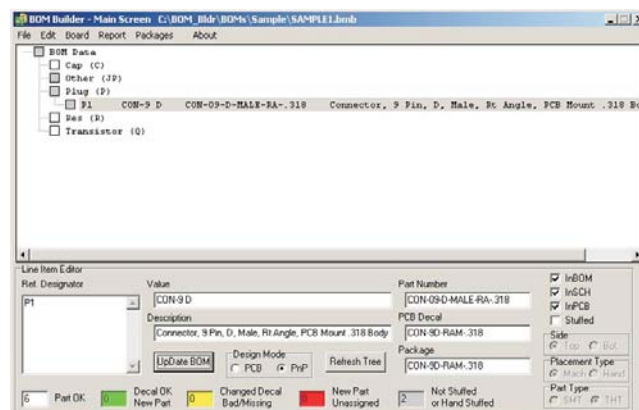 BOM Builder - Main Screen C:\BOM_Bldr\BOMs\Sample\SAMPLE1.bmb
File Edit Board Report Packages About
BOM Data
Cap (C)
Other (JP)
Plug (P)
P1 CON-9 D CON-09-D-MALE-RA-.318 Connector, 9 Pin, D, Male, Rt Angle, PCB Mount .318 Bo
Res (R)
Transistor (Q)
Line Item Editor
Ref. Designator Value Part Number
P1 CON-9 D CON-09-D-MALE-RA-.318
Description PCB Decal
Connector, 9 Pin, D, Male, Rt Angle, PCB Mount .318 Body CON-9D-RAM-.318
UpDate BOM Design Mode PCB PnP Refresh Tree Package
CON-9D-RAM-.318
InBOM
InSCH
InPCB
Stuffed
Side
Top Bot
Placement Type
Mach Hand
Part Type
SMT THT
6 Part OK 0 Decal OK New Part 0 Changed Decal Bad/Missing 0 New Part Unassigned 2 Not Stuffed or Hand Stuffed